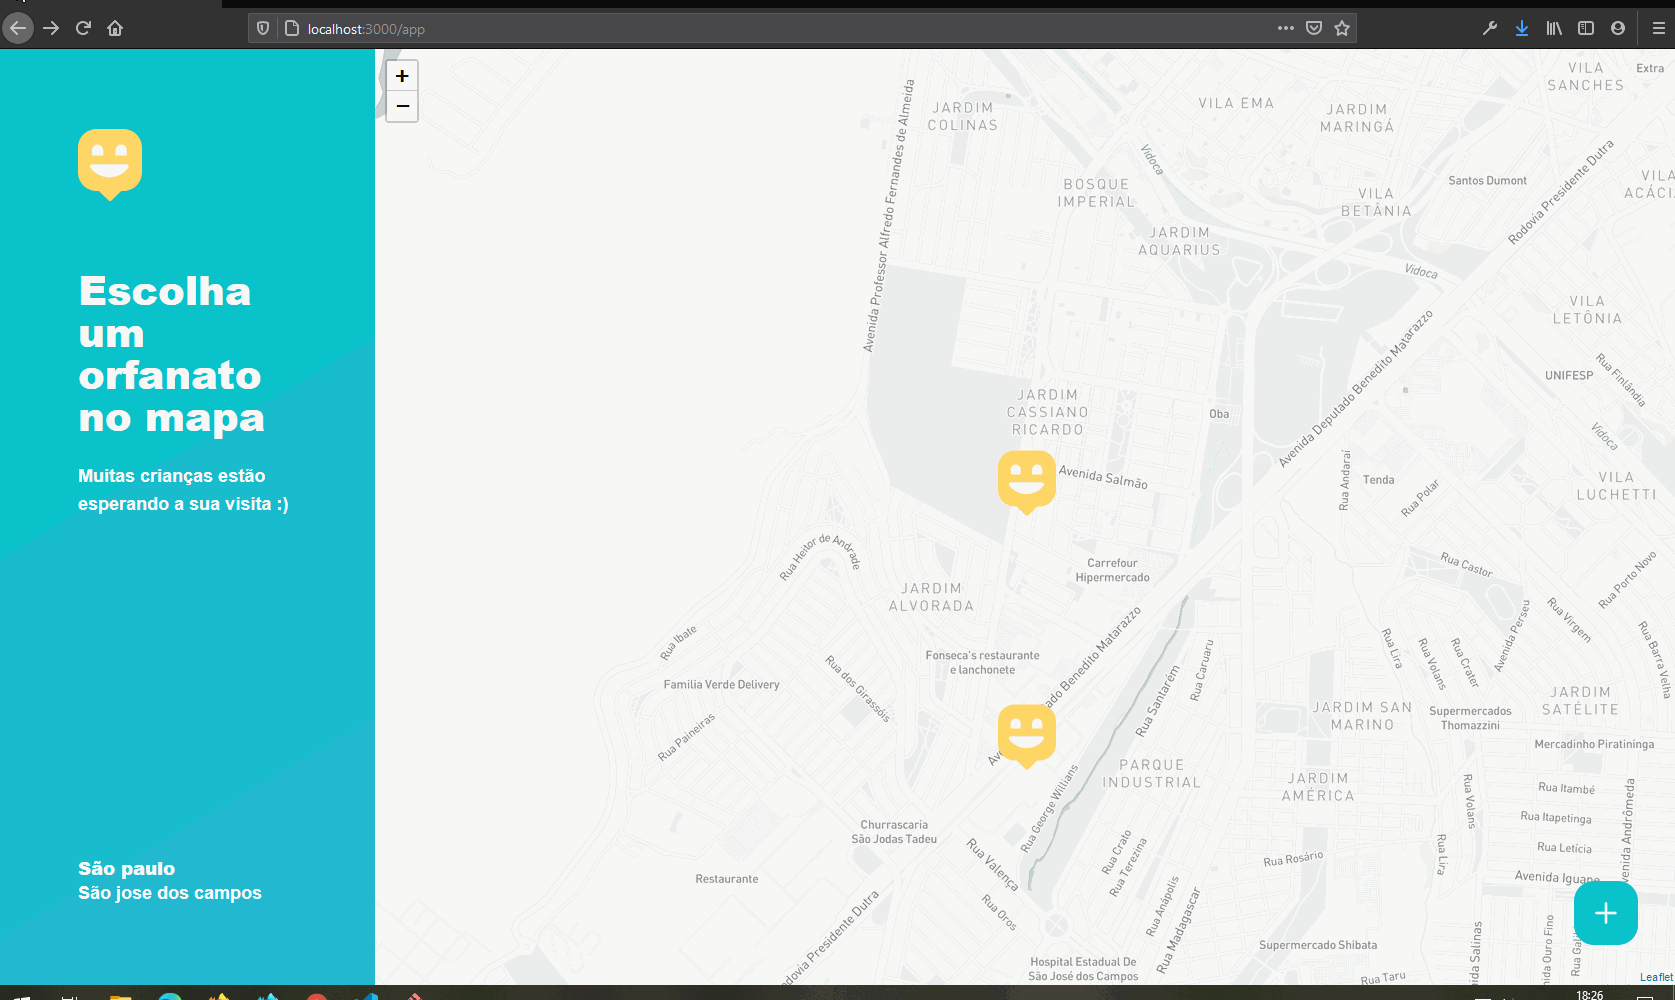 localhost:3000/app
Escolha
um
orfanato
no mapa
Muitas crianças estão
esperando a sua visita :)
São paulo
São jose dos campos
+
−
JARDIM
COLINAS
VILA EMA
JARDIM
MARINGÁ
VILA
SANCHES
Extra
Avenida Professor Alfredo Fernandes de Almeida
Vidoca
BOSQUE
IMPERIAL
VILA
BETÂNIA
Santos Dumont
Rodovia Presidente Dutra
VILA
ACÁCI
JARDIM
AQUARIUS
Vidoca
VILA
LETÔNIA
Avenida Deputado Benedito Matarazzo
UNIFESP
Rua Finlândia
JARDIM
CASSIANO
RICARDO
Oba
Vidoca
Avenida Salmão
Rua Andaraí
Tenda
Rua Polar
VILA
LUCHETTI
Rua Heitor de Andrade
Carrefour
Hipermercado
Rua Castor
Rua Porto Novo
JARDIM
ALVORADA
Rua Virgem
Avenida Perseu
Rua Ibate
Fonseca's restaurante
e lanchonete
ado Benedito Matarazzo
Ave
Rua Santarém
Rua Caruaru
Rua Lira
Rua Volans
Rua Crater
Rua Barra Velha
Familia Verde Delivery
Rua dos Girassóis
Rua Paineiras
JARDIM SAN
MARINO
Supermercados
Thomazzini
JARDIM
SATÉLITE
Mercadinho Piratininga
PARQUE
INDUSTRIAL
JARDIM
AMÉRICA
Rua George Willians
Rua Volans
Rua Itambé
Rua Itapetinga
Rua Letícia
Avenida Andrômeda
Churrascaria
São Jodas Tadeu
Rua Valença
Rua Crato
Rua Terezina
Rua Rosário
Rua Lira
Avenida Iguape
Restaurante
Rua Oros
Rua Anápolis
Rua Madagascar
Rodovia Presidente Dutra
Supermercado Shibata
Hospital Estadual De
São José dos Campos
Rua Taru
Salinas
Ouro Fino
Rua Gali
Leaflet
18:26